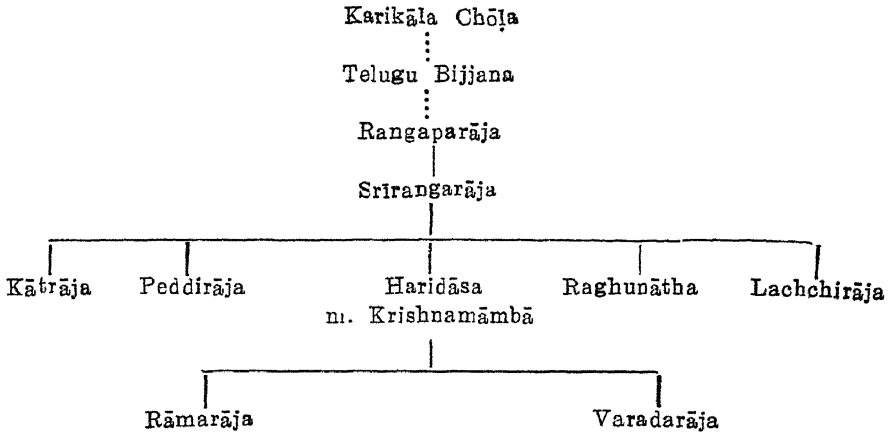 Karikāla Chōḷa
Telugu Bijjana
Rangaparāja
Srīrangarāja
Kātrāja Peddirāja Haridāsa Raghunātha Lachchirāja
m. Krishnamāmbā
Rāmarāja Varadarāja